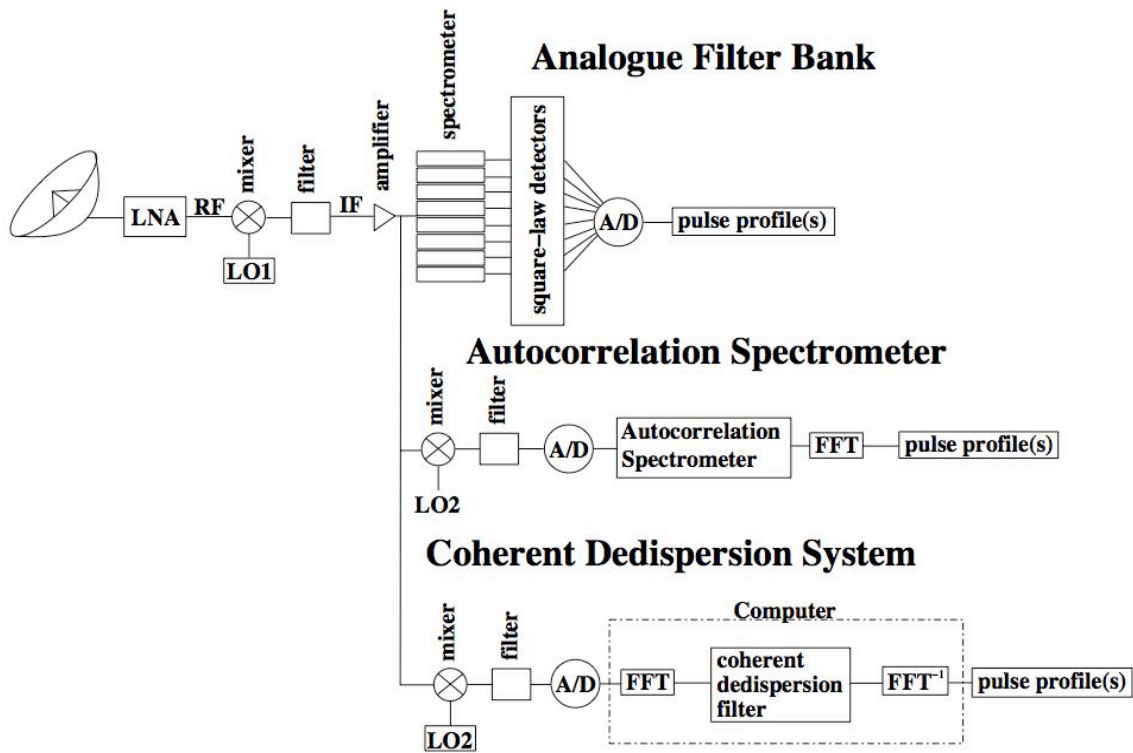 Analogue Filter Bank
spectrometer
square-law detectors
amplifier
mixer
filter
LNA
RF
IF
A/D
pulse profile(s)
LO1
Autocorrelation Spectrometer
mixer
filter
A/D
Autocorrelation
Spectrometer
FFT
pulse profile(s)
LO2
Coherent Dedispersion System
Computer
mixer
filter
A/D
FFT
coherent
dedispersion
filter
FFT⁻¹
pulse profile(s)
LO2